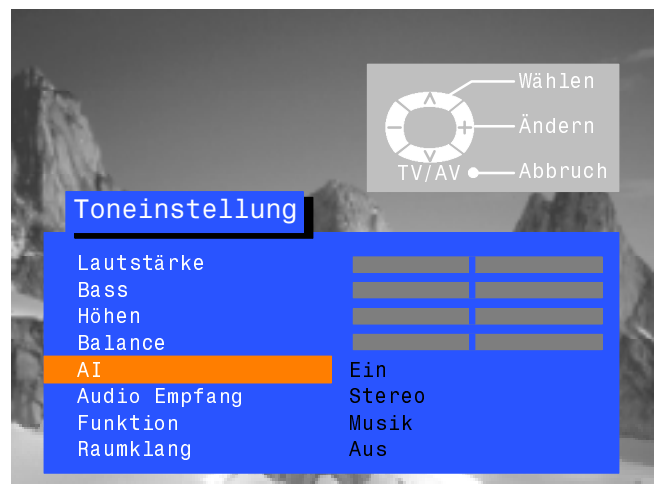 Wählen
Ändern
TV/AV Abbruch
Toneinstellung
Lautstärke
Bass
Höhen
Balance
AI Ein
Audio Empfang Stereo
Funktion Musik
Raumklang Aus